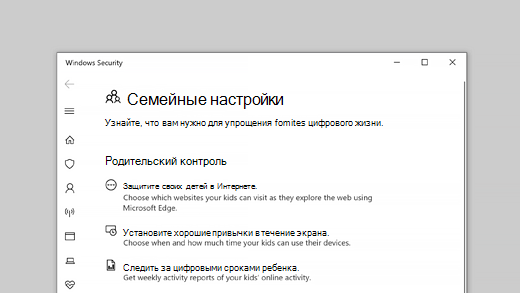 Windows Security
Семейные настройки
Узнайте, что вам нужно для упрощения fomites цифрового жизни.
Родительский контроль
Защитите своих детей в Интернете.
Choose which websites your kids can visit as they explore the web using
Microsoft Edge.
Установите хорошие привычки в течение экрана.
Choose when and how much time your kids can use their devices.
Следить за цифровыми сроками ребенка.
Get weekly activity reports of your kids' online activity.